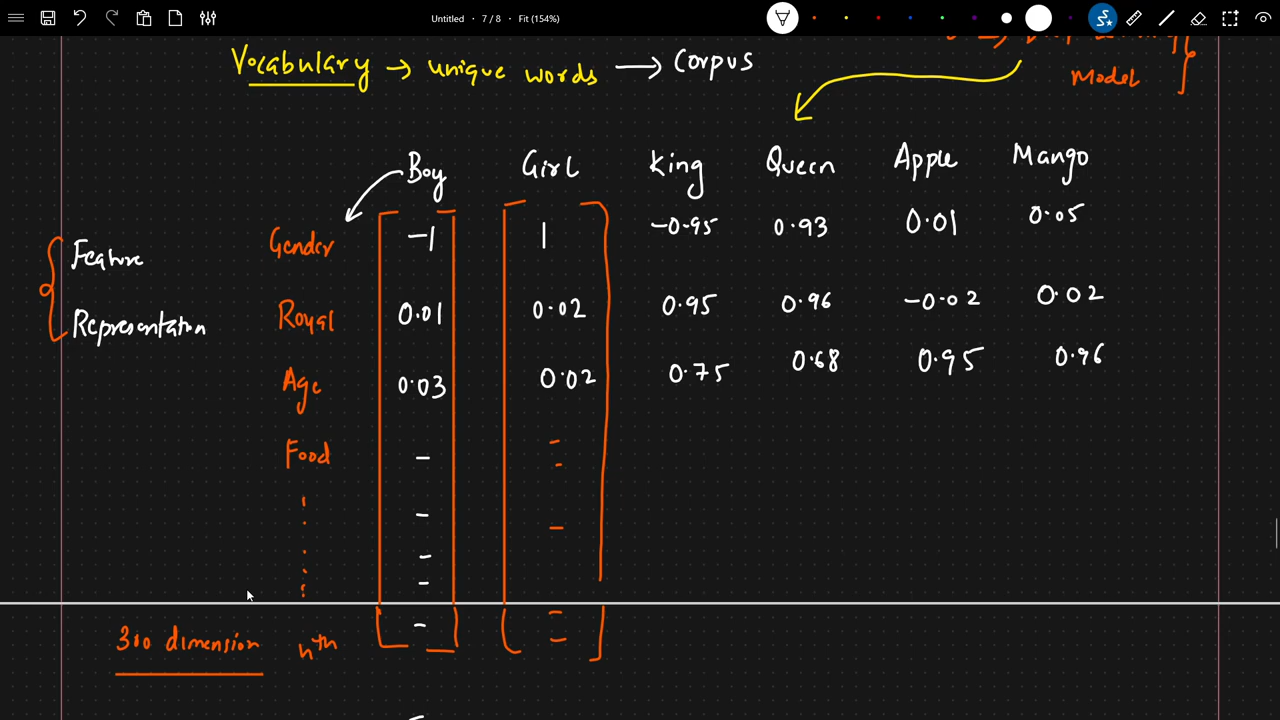 Untitled • 7 / 8 • Fit (154%)
Vocabulary → unique words → Corpus
Model
Boy Girl King Queen Apple Mango
Gender -1 1 -0.95 0.93 0.01 0.05
Feature
Royal 0.01 0.02 0.95 0.96 -0.02 0.02
Representation
Age 0.03 0.02 0.75 0.68 0.95 0.96
Food - -
300 dimension nth